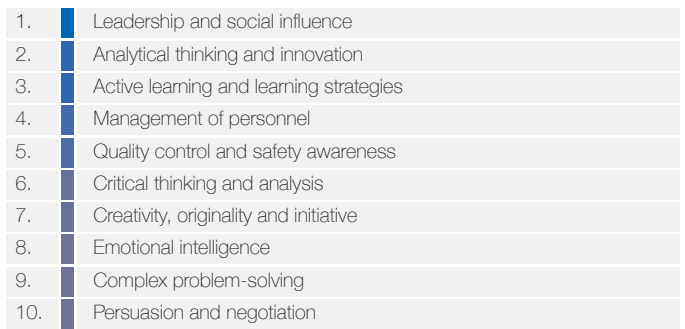 1. Leadership and social influence
2. Analytical thinking and innovation
3. Active learning and learning strategies
4. Management of personnel
5. Quality control and safety awareness
6. Critical thinking and analysis
7. Creativity, originality and initiative
8. Emotional intelligence
9. Complex problem-solving
10. Persuasion and negotiation